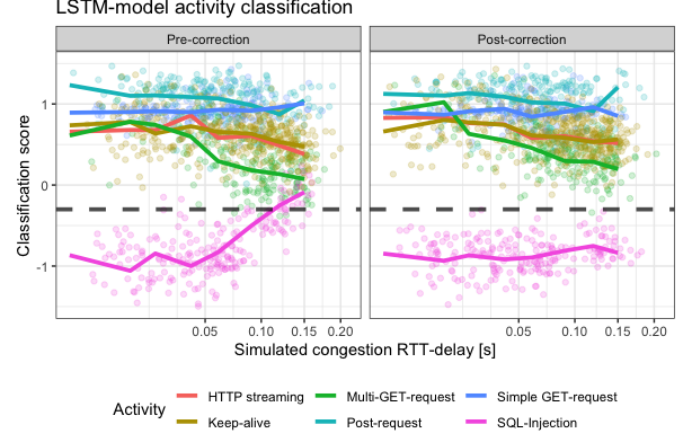 LSTM-model activity classification
Pre-correction
Post-correction
Classification score
1
0
-1
0.05 0.10 0.15 0.20
0.05 0.10 0.15 0.20
Simulated congestion RTT-delay [s]
Activity
HTTP streaming
Multi-GET-request
Simple GET-request
Keep-alive
Post-request
SQL-Injection